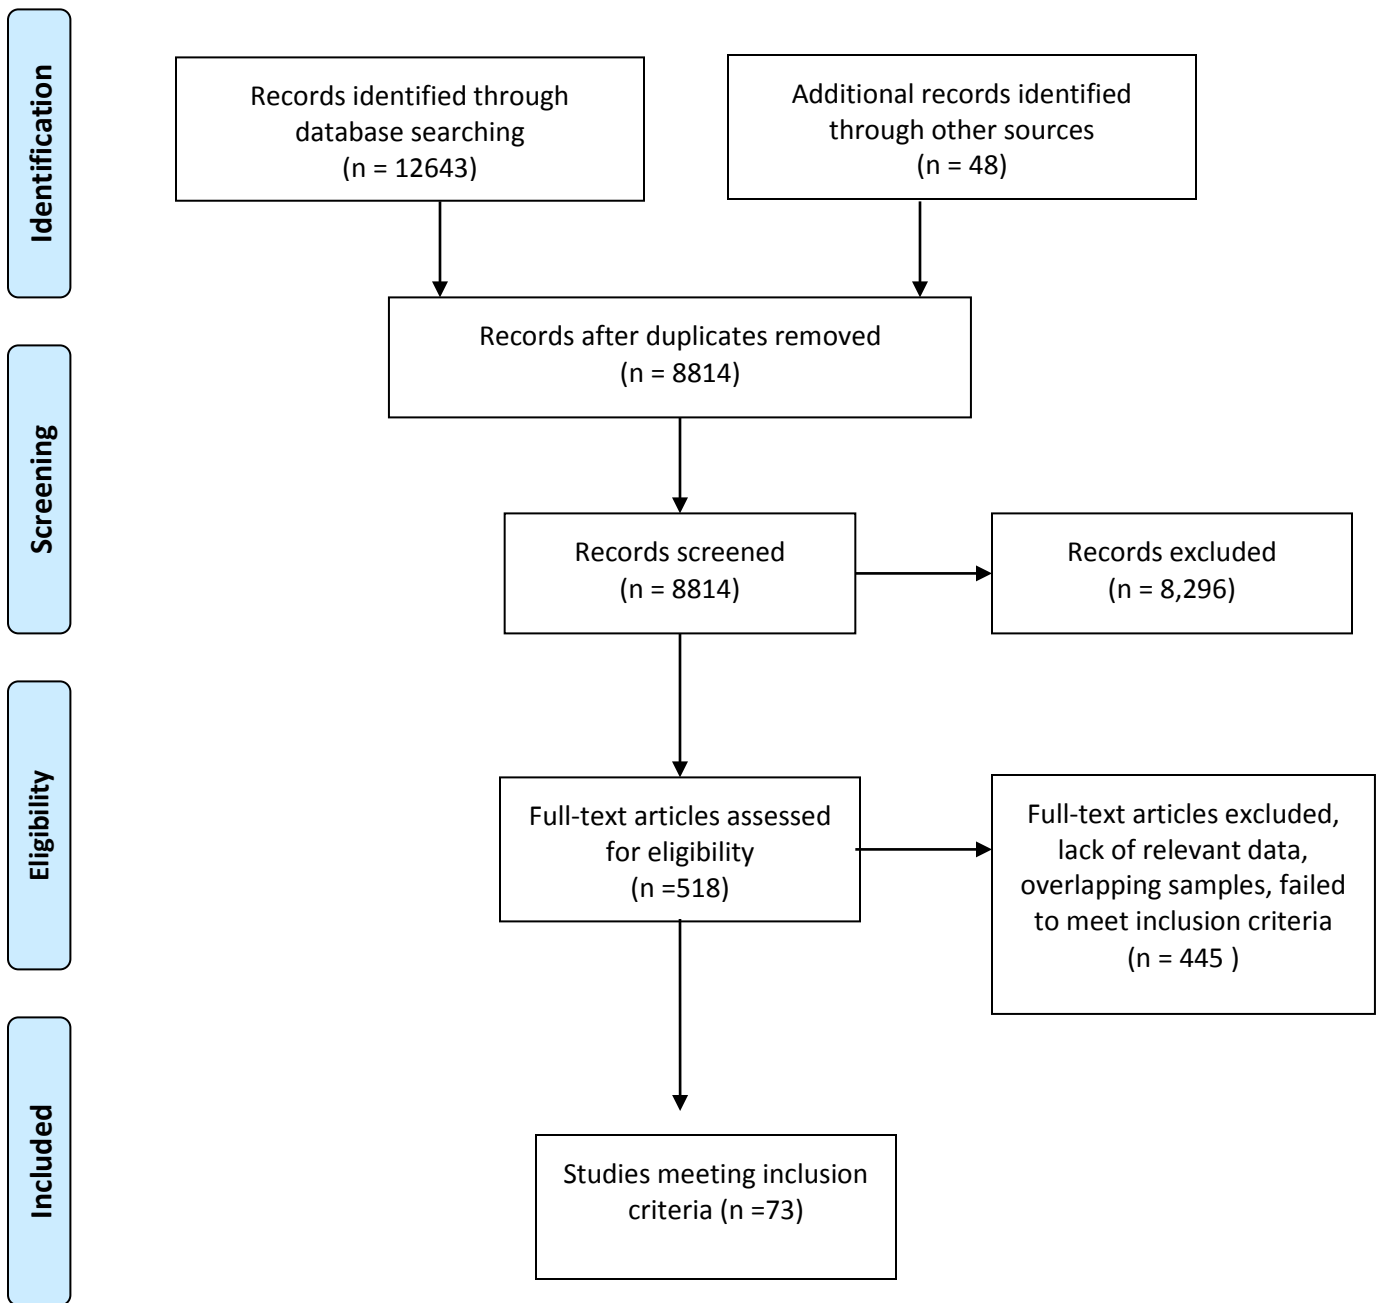 Identification
Records identified through
database searching
(n = 12643)
Additional records identified
through other sources
(n = 48)
Records after duplicates removed
(n = 8814)
Screening
Records screened
(n = 8814)
Records excluded
(n = 8,296)
Eligibility
Full-text articles assessed
for eligibility
(n =518)
Full-text articles excluded,
lack of relevant data,
overlapping samples, failed
to meet inclusion criteria
(n = 445 )
Included
Studies meeting inclusion
criteria (n =73)